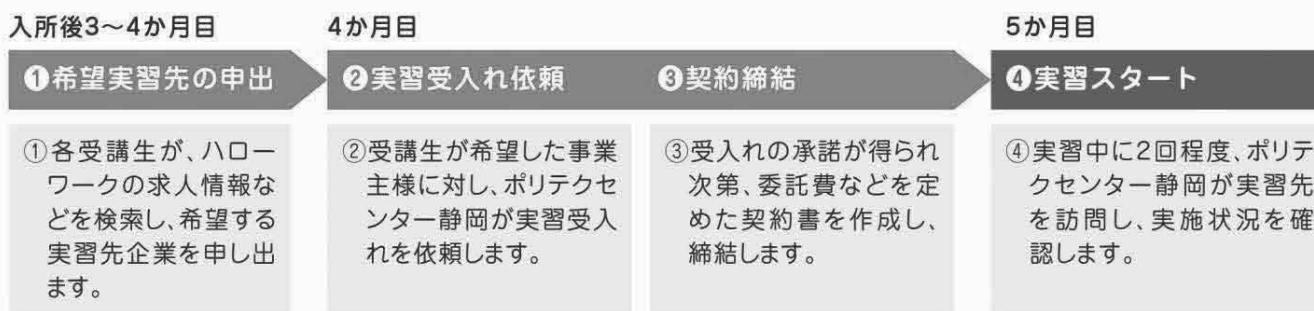 入所後3〜4か月目
4か月目
5か月目
❶希望実習先の申出
❷実習受入れ依頼
❸契約締結
❹実習スタート
①各受講生が、ハロー
ワークの求人情報な
どを検索し、希望する
実習先企業を申し出
ます。
②受講生が希望した事業
主様に対し、ポリテクセ
ンター静岡が実習受入
れを依頼します。
③受入れの承諾が得られ
次第、委託費などを定
めた契約書を作成し、
締結します。
④実習中に2回程度、ポリテ
クセンター静岡が実習先
を訪問し、実施状況を確
認します。